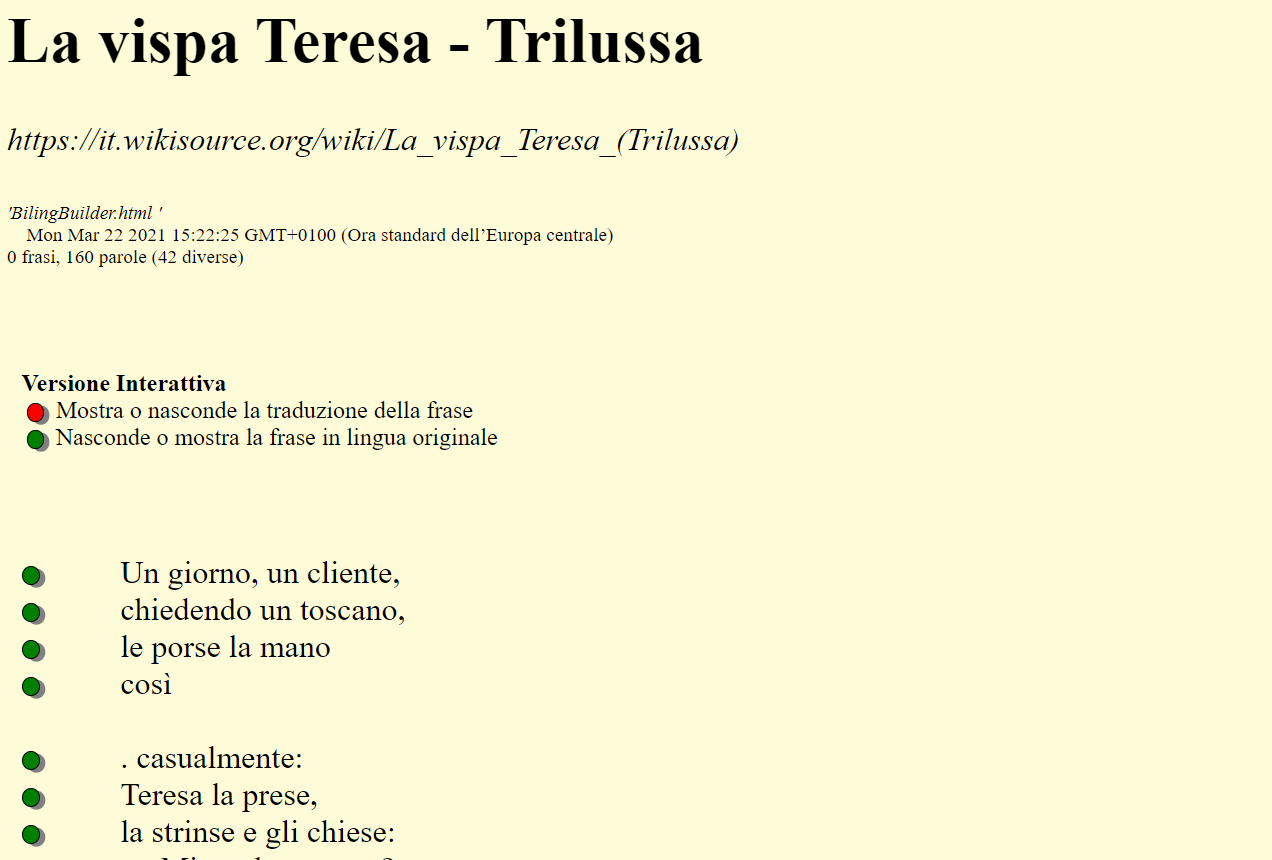 La vispa Teresa - Trilussa
https://it.wikisource.org/wiki/La_vispa_Teresa_(Trilussa)
'BilingBuilder.html '
Mon Mar 22 2021 15:22:25 GMT+0100 (Ora standard dell’Europa centrale)
0 frasi, 160 parole (42 diverse)
Versione Interattiva
Mostra o nasconde la traduzione della frase
Nasconde o mostra la frase in lingua originale
Un giorno, un cliente,
chiedendo un toscano,
le porse la mano
così
. casualmente:
Teresa la prese,
la strinse e gli chiese: